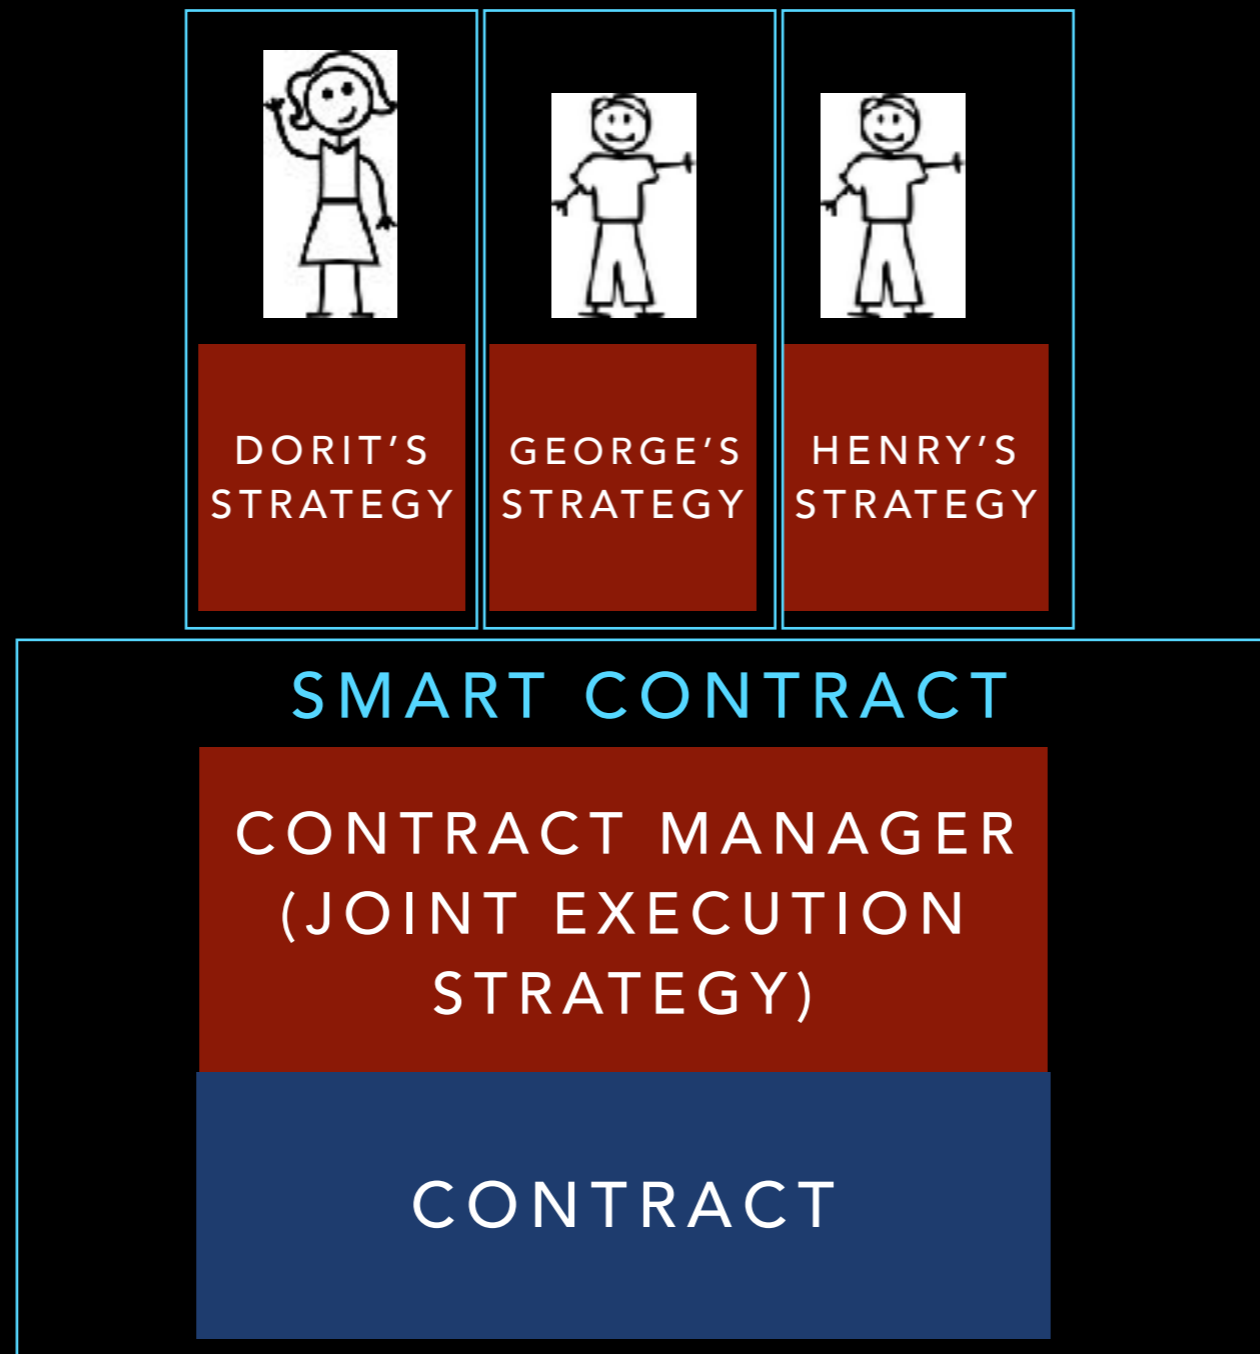 DORIT’S
STRATEGY
GEORGE’S
STRATEGY
HENRY’S
STRATEGY
SMART CONTRACT
CONTRACT MANAGER
(JOINT EXECUTION
STRATEGY)
CONTRACT